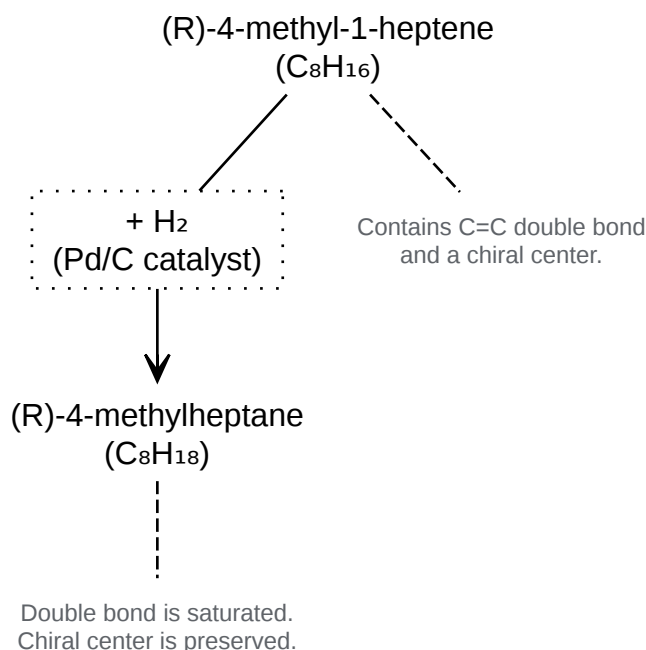 (R)-4-methyl-1-heptene
(C₈H₁₆)
+ H₂
(Pd/C catalyst)
Contains C=C double bond
and a chiral center.
(R)-4-methylheptane
(C₈H₁₈)
Double bond is saturated.
Chiral center is preserved.